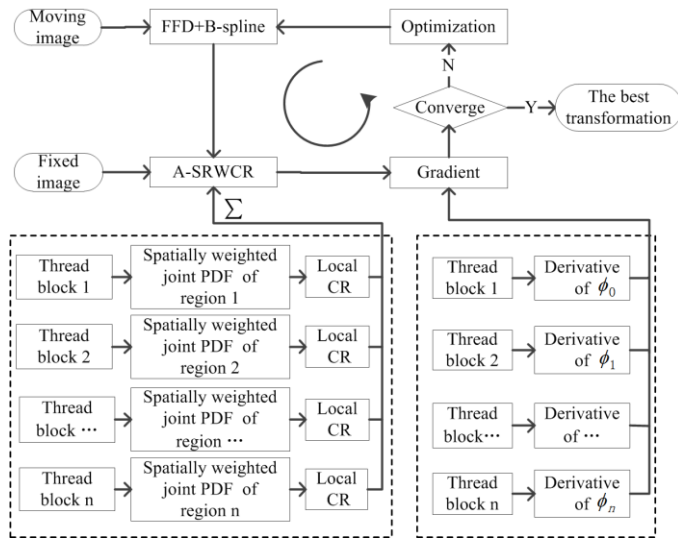 Moving
image
FFD+B-spline
Optimization
N
Converge
Y
The best
transformation
Fixed
image
A-SRWCR
Gradient
∑
Thread
block 1
Spatially weighted
joint PDF of
region 1
Local
CR
Thread
block 2
Spatially weighted
joint PDF of
region 2
Local
CR
Thread
block ···
Spatially weighted
joint PDF of
region ···
Local
CR
Thread
block n
Spatially weighted
joint PDF of
region n
Local
CR
Thread
block 1
Derivative
of ϕ₀
Thread
block 2
Derivative
of ϕ₁
Thread
block···
Derivative
of ···
Thread
block n
Derivative
of ϕₙ